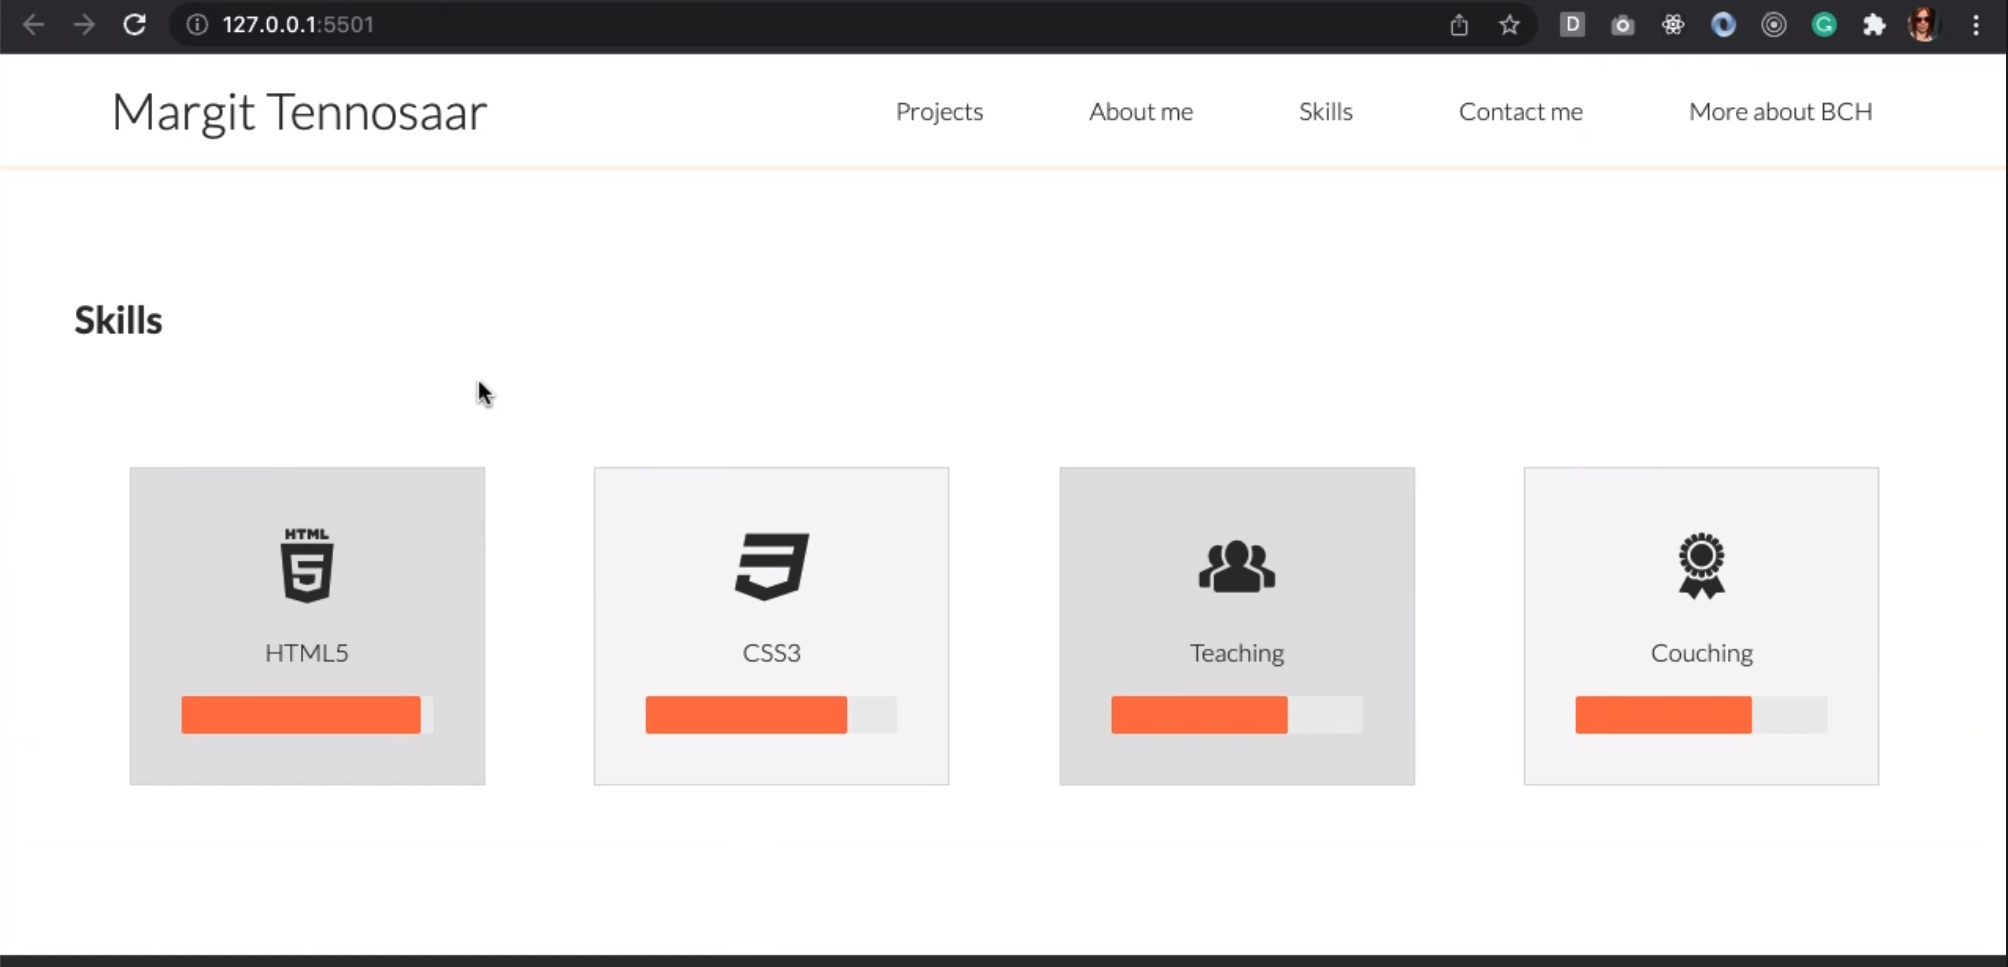 127.0.0.1:5501
D
G
Margit Tennosaar
Projects
About me
Skills
Contact me
More about BCH
Skills
HTML
5
HTML5
CSS3
Teaching
Couching